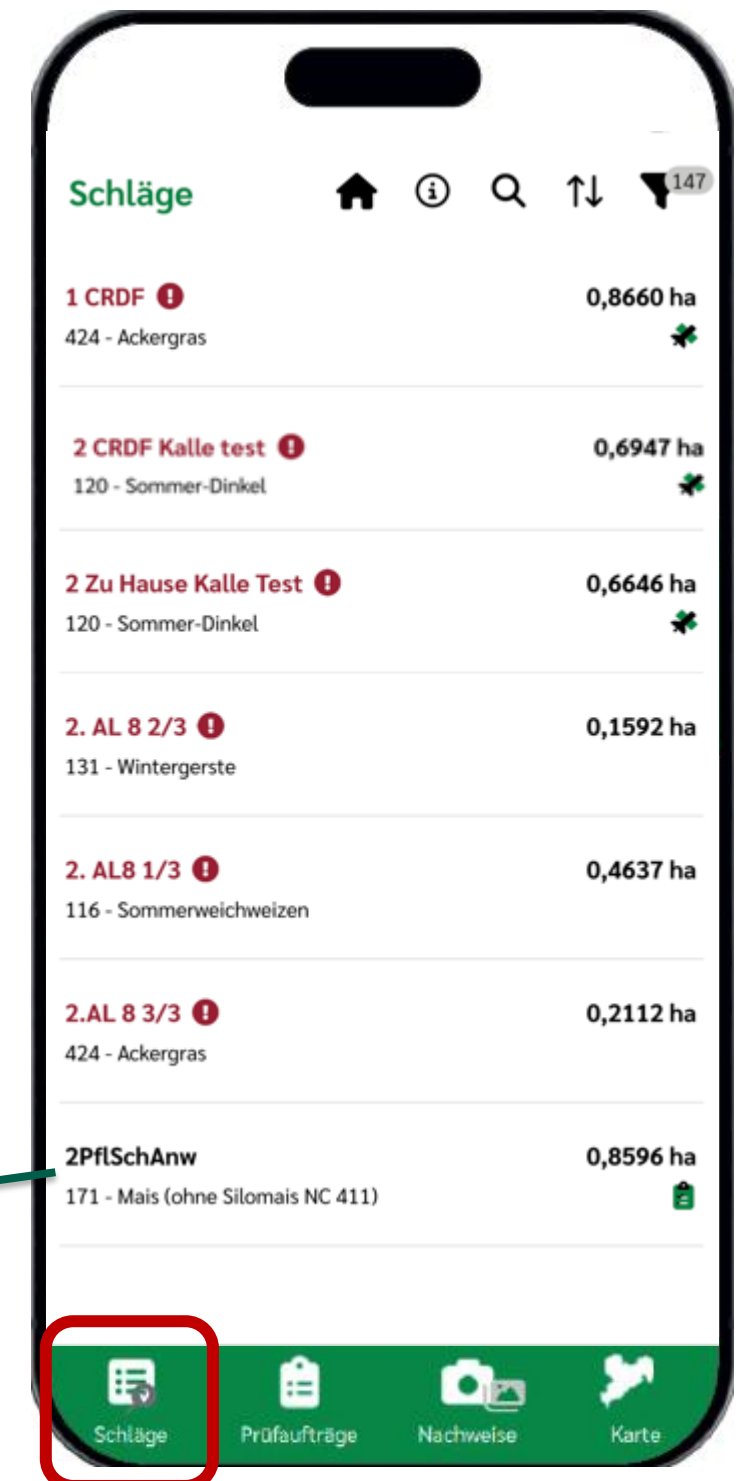 Schläge
147
1 CRDF
0,8660 ha
424 - Ackergras
2 CRDF Kalle test
0,6947 ha
120 - Sommer-Dinkel
2 Zu Hause Kalle Test
0,6646 ha
120 - Sommer-Dinkel
2. AL 8 2/3
0,1592 ha
131 - Wintergerste
2. AL8 1/3
0,4637 ha
116 - Sommerweichweizen
2.AL 8 3/3
0,2112 ha
424 - Ackergras
2PflSchAnw
0,8596 ha
171 - Mais (ohne Silomais NC 411)
Schläge Prüfaufträge Nachweise Karte